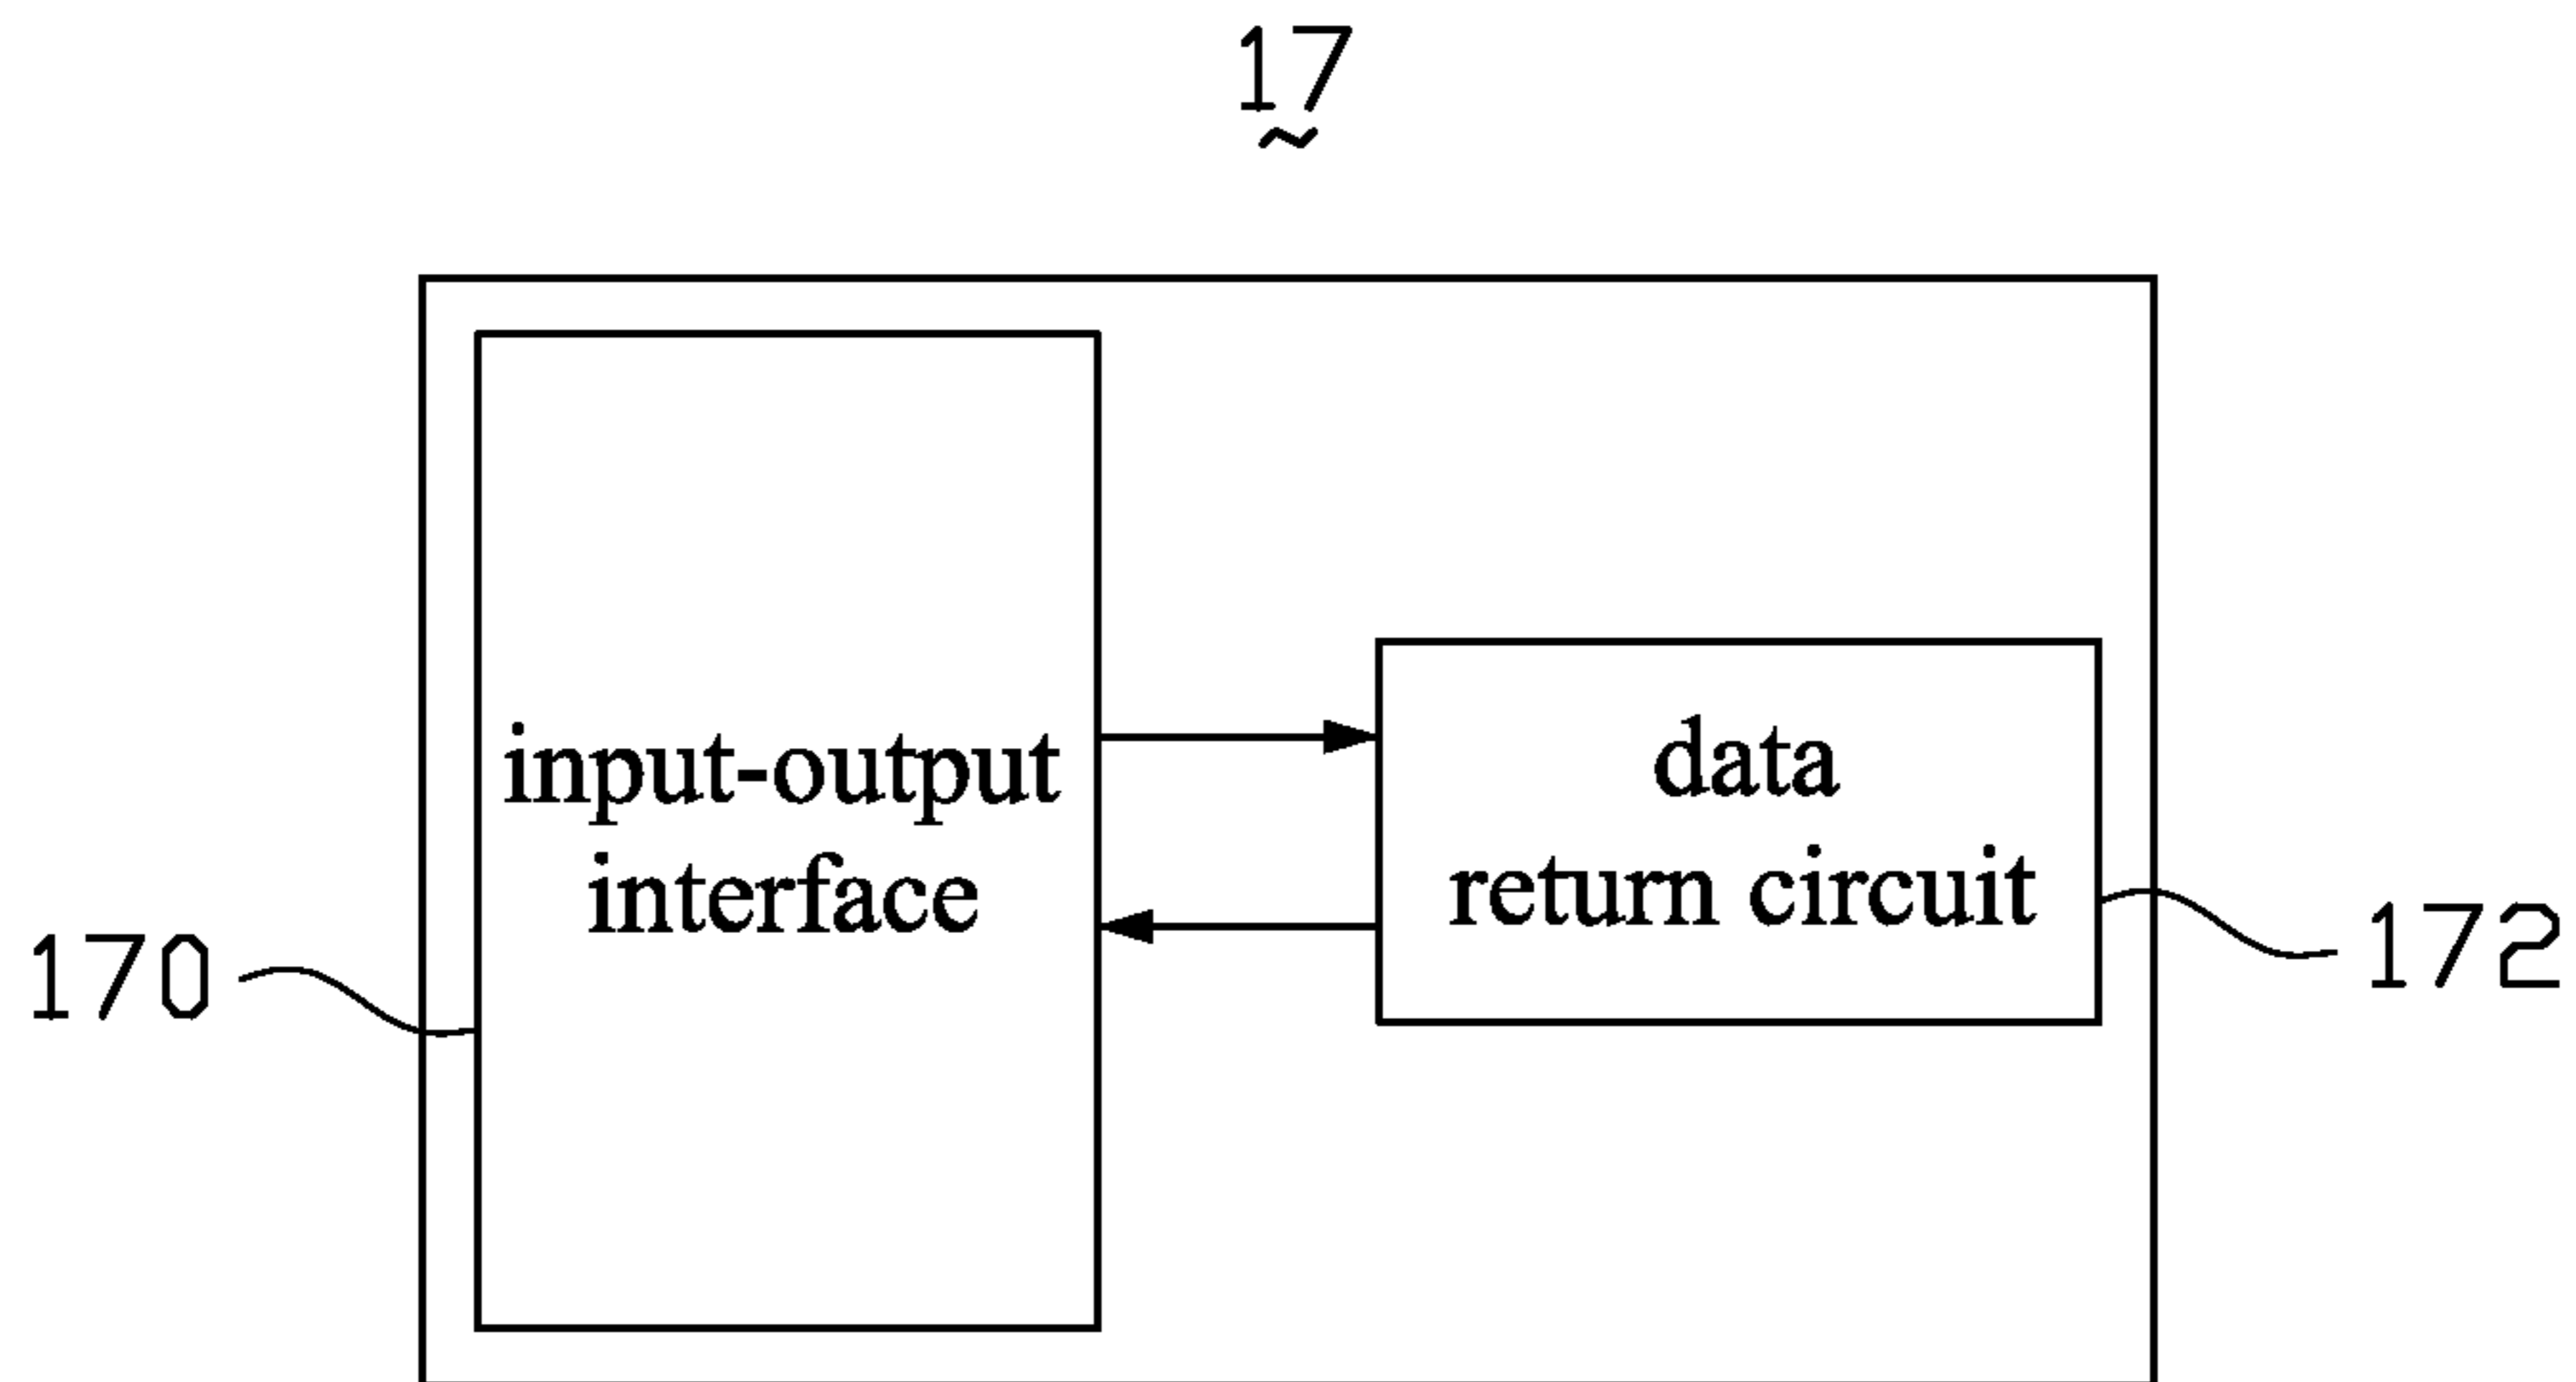 17
input-output
interface
data
return circuit
170
172